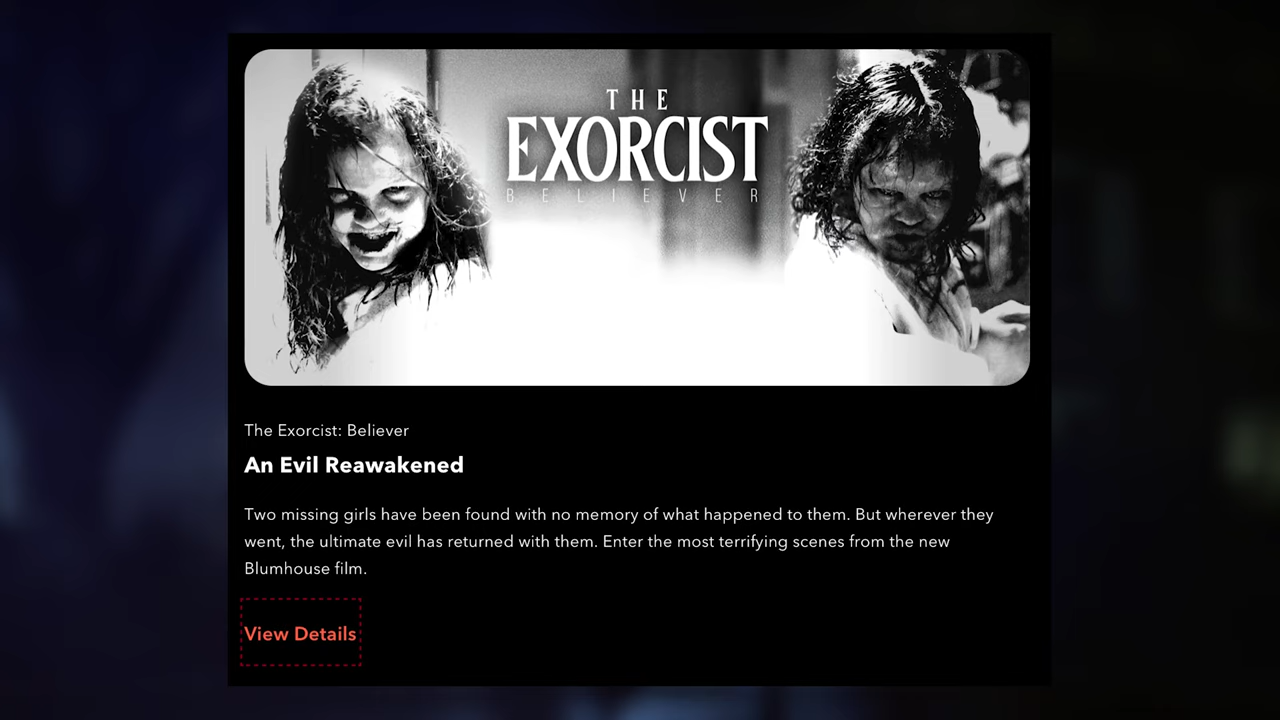 THE
EXORCIST
BELIEVER
The Exorcist: Believer
An Evil Reawakened
Two missing girls have been found with no memory of what happened to them. But wherever they
went, the ultimate evil has returned with them. Enter the most terrifying scenes from the new
Blumhouse film.
View Details